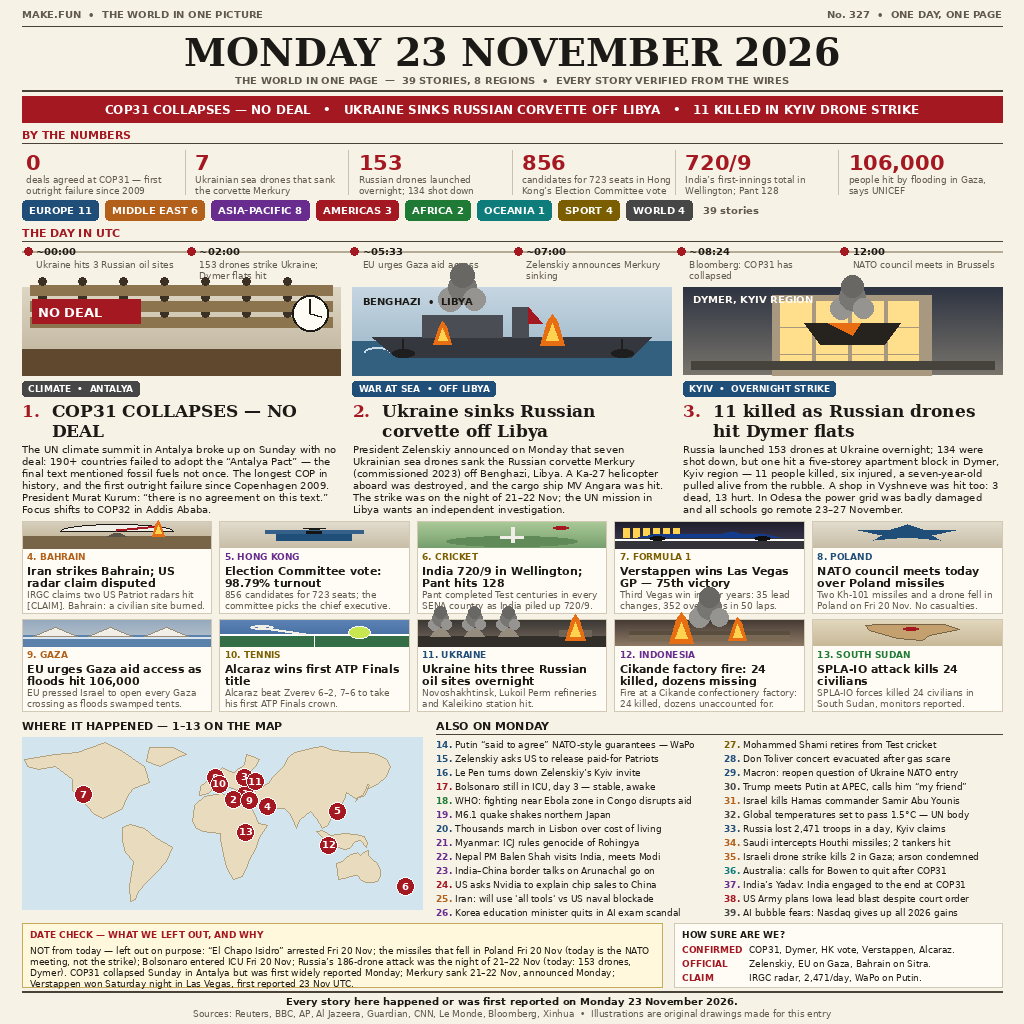 MAKE.FUN • THE WORLD IN ONE PICTURE
No. 327 • ONE DAY, ONE PAGE
MONDAY 23 NOVEMBER 2026
THE WORLD IN ONE PAGE — 39 STORIES, 8 REGIONS • EVERY STORY VERIFIED FROM THE WIRES
COP31 COLLAPSES — NO DEAL • UKRAINE SINKS RUSSIAN CORVETTE OFF LIBYA • 11 KILLED IN KYIV DRONE STRIKE
BY THE NUMBERS
0
deals agreed at COP31 — first
outright failure since 2009
7
Ukrainian sea drones that sank
the corvette Merkury
153
Russian drones launched
overnight; 134 shot down
856
candidates for 723 seats in Hong
Kong's Election Committee vote
720/9
India's first-innings total in
Wellington; Pant 128
106,000
people hit by flooding in Gaza,
says UNICEF
EUROPE 11
MIDDLE EAST 6
ASIA-PACIFIC 8
AMERICAS 3
AFRICA 2
OCEANIA 1
SPORT 4
WORLD 4
39 stories
THE DAY IN UTC
~00:00
Ukraine hits 3 Russian oil sites
~02:00
153 drones strike Ukraine;
Dymer flats hit
~05:33
EU urges Gaza aid access
~07:00
Zelenskiy announces Merkury
sinking
~08:24
Bloomberg: COP31 has
collapsed
12:00
NATO council meets in Brussels
NO DEAL
BENGHAZI • LIBYA
DYMER, KYIV REGION
CLIMATE • ANTALYA
1. COP31 COLLAPSES — NO
DEAL
The UN climate summit in Antalya broke up on Sunday with no
deal: 190+ countries failed to adopt the “Antalya Pact” — the
final text mentioned fossil fuels not once. The longest COP in
history, and the first outright failure since Copenhagen 2009.
President Murat Kurum: “there is no agreement on this text.”
Focus shifts to COP32 in Addis Ababa.
WAR AT SEA • OFF LIBYA
2. Ukraine sinks Russian
corvette off Libya
President Zelenskiy announced on Monday that seven
Ukrainian sea drones sank the Russian corvette Merkury
(commissioned 2023) off Benghazi, Libya. A Ka-27 helicopter
aboard was destroyed, and the cargo ship MV Angara was hit.
The strike was on the night of 21–22 Nov; the UN mission in
Libya wants an independent investigation.
KYIV • OVERNIGHT STRIKE
3. 11 killed as Russian drones
hit Dymer flats
Russia launched 153 drones at Ukraine overnight; 134 were
shot down, but one hit a five-storey apartment block in Dymer,
Kyiv region — 11 people killed, six injured, a seven-year-old
pulled alive from the rubble. A shop in Vyshneve was hit too: 3
dead, 13 hurt. In Odesa the power grid was badly damaged
and all schools go remote 23–27 November.
4. BAHRAIN
Iran strikes Bahrain; US
radar claim disputed
IRGC claims two US Patriot radars hit
[CLAIM]. Bahrain: a civilian site burned.
5. HONG KONG
Election Committee vote:
98.79% turnout
856 candidates for 723 seats; the
committee picks the chief executive.
6. CRICKET
India 720/9 in Wellington;
Pant hits 128
Pant completed Test centuries in every
SENA country as India piled up 720/9.
7. FORMULA 1
Verstappen wins Las Vegas
GP — 75th victory
Third Vegas win in years: 35 lead
changes, 352 in 50 laps.
8. POLAND
NATO council meets today
over Poland missiles
Two Kh-101 missiles and a drone fell in
Poland on Fri 20 Nov. No casualties.
9. GAZA
EU urges Gaza aid access as
floods hit 106,000
EU pressed Israel to open every Gaza
crossing as floods swamped tents.
10. TENNIS
Alcaraz wins first ATP Finals
title
Alcaraz beat Zverev 6–2, 7–6 to take
his first ATP Finals crown.
11. UKRAINE
Ukraine hits three Russian
oil sites overnight
Novoshakhtinsk, Lukoil Perm refineries
and Kaleikino station hit.
12. INDONESIA
Cikande factory fire: 24
killed, dozens missing
Fire at a Cikande confectionery factory:
24 killed, dozens unaccounted for.
13. SOUTH SUDAN
SPLA-IO attack kills 24
civilians
SPLA-IO forces killed 24 civilians in
South Sudan, monitors reported.
WHERE IT HAPPENED — 1–13 ON THE MAP
7
10
3
11
2
9
4
5
13
12
6
ALSO ON MONDAY
14. Putin “said to agree” NATO-style guarantees — WaPo
15. Zelenskiy asks US to release paid-for Patriots
16. Le Pen turns down Zelenskiy's Kyiv invite
17. Bolsonaro still in ICU, day 3 — stable, awake
18. WHO: fighting near Ebola zone in Congo disrupts aid
19. M6.1 quake shakes northern Japan
20. Thousands march in Lisbon over cost of living
21. Myanmar: ICJ rules genocide of Rohingya
22. Nepal PM Balen Shah visits India, meets Modi
23. India–China border talks on Arunachal go on
24. US asks Nvidia to explain chip sales to China
25. Iran: will use 'all tools' vs US naval blockade
26. Korea education minister quits in AI exam scandal
27. Mohammed Shami retires from Test cricket
28. Don Toliver concert evacuated after gas scare
29. Macron: reopen question of Ukraine NATO entry
30. Trump meets Putin at APEC, calls him “my friend”
31. Israel kills Hamas commander Samir Abu Younis
32. Global temperatures set to pass 1.5°C — UN body
33. Russia lost 2,471 troops in a day, Kyiv claims
34. Saudi intercepts Houthi missiles; 2 tankers hit
35. Israeli drone strike kills 2 in Gaza; arson condemned
36. Australia: calls for Bowen to quit after COP31
37. India's Yadav: India engaged to the end at COP31
38. US Army plans Iowa lead blast despite court order
39. AI bubble fears: Nasdaq gives up all 2026 gains
DATE CHECK — WHAT WE LEFT OUT, AND WHY
NOT from today — left out on purpose: “El Chapo Isidro” arrested Fri 20 Nov; the missiles that fell in Poland Fri 20 Nov (today is the NATO
meeting, not the strike); Bolsonaro entered ICU Fri 20 Nov; Russia's 186-drone attack was the night of 21–22 Nov (today: 153 drones,
Dymer). COP31 collapsed Sunday in Antalya but was first widely reported Monday; Merkury sank 21–22 Nov, announced Monday;
Verstappen won Saturday night in Las Vegas, first reported 23 Nov UTC.
HOW SURE ARE WE?
CONFIRMED COP31, Dymer, HK vote, Verstappen, Alcaraz.
OFFICIAL Zelenskiy, EU on Gaza, Bahrain on Sitra.
CLAIM IRGC radar, 2,471/day, WaPo on Putin.
Every story here happened or was first reported on Monday 23 November 2026.
Sources: Reuters, BBC, AP, Al Jazeera, Guardian, CNN, Le Monde, Bloomberg, Xinhua • Illustrations are original drawings made for this entry